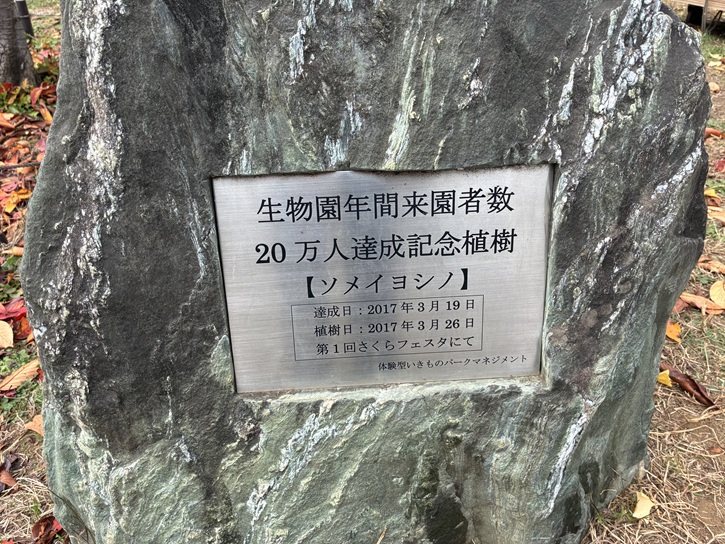 生物園年間来園者数
20万人達成記念植樹
【ソメイヨシノ】
達成日：2017年3月19日
植樹日：2017年3月26日
第1回さくらフェスタにて
体験型いきものパークマネジメント